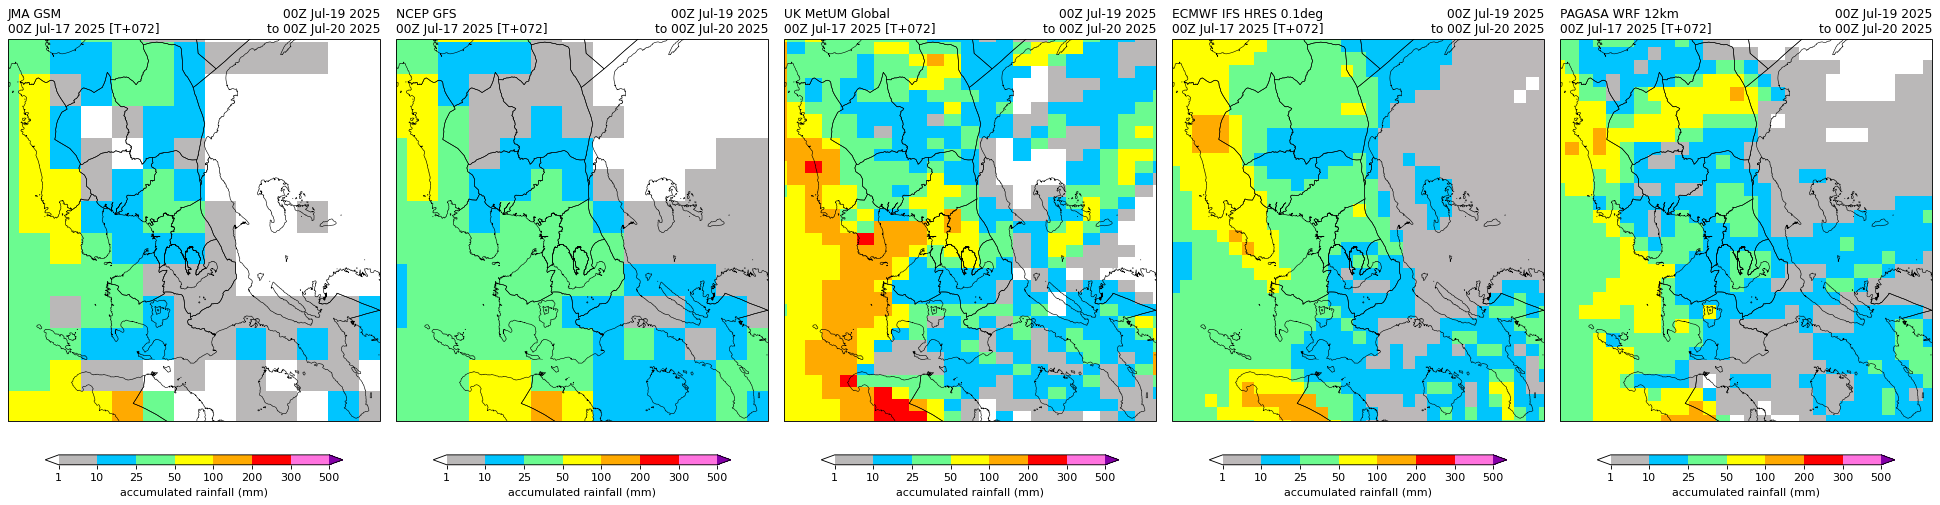 JMA GSM 00Z Jul-19 2025
00Z Jul-17 2025 [T+072] to 00Z Jul-20 2025
NCEP GFS 00Z Jul-19 2025
00Z Jul-17 2025 [T+072] to 00Z Jul-20 2025
UK MetUM Global 00Z Jul-19 2025
00Z Jul-17 2025 [T+072] to 00Z Jul-20 2025
ECMWF IFS HRES 0.1deg 00Z Jul-19 2025
00Z Jul-17 2025 [T+072] to 00Z Jul-20 2025
PAGASA WRF 12km 00Z Jul-19 2025
00Z Jul-17 2025 [T+072] to 00Z Jul-20 2025
1 10 25 50 100 200 300 500
accumulated rainfall (mm)
1 10 25 50 100 200 300 500
accumulated rainfall (mm)
1 10 25 50 100 200 300 500
accumulated rainfall (mm)
1 10 25 50 100 200 300 500
accumulated rainfall (mm)
1 10 25 50 100 200 300 500
accumulated rainfall (mm)